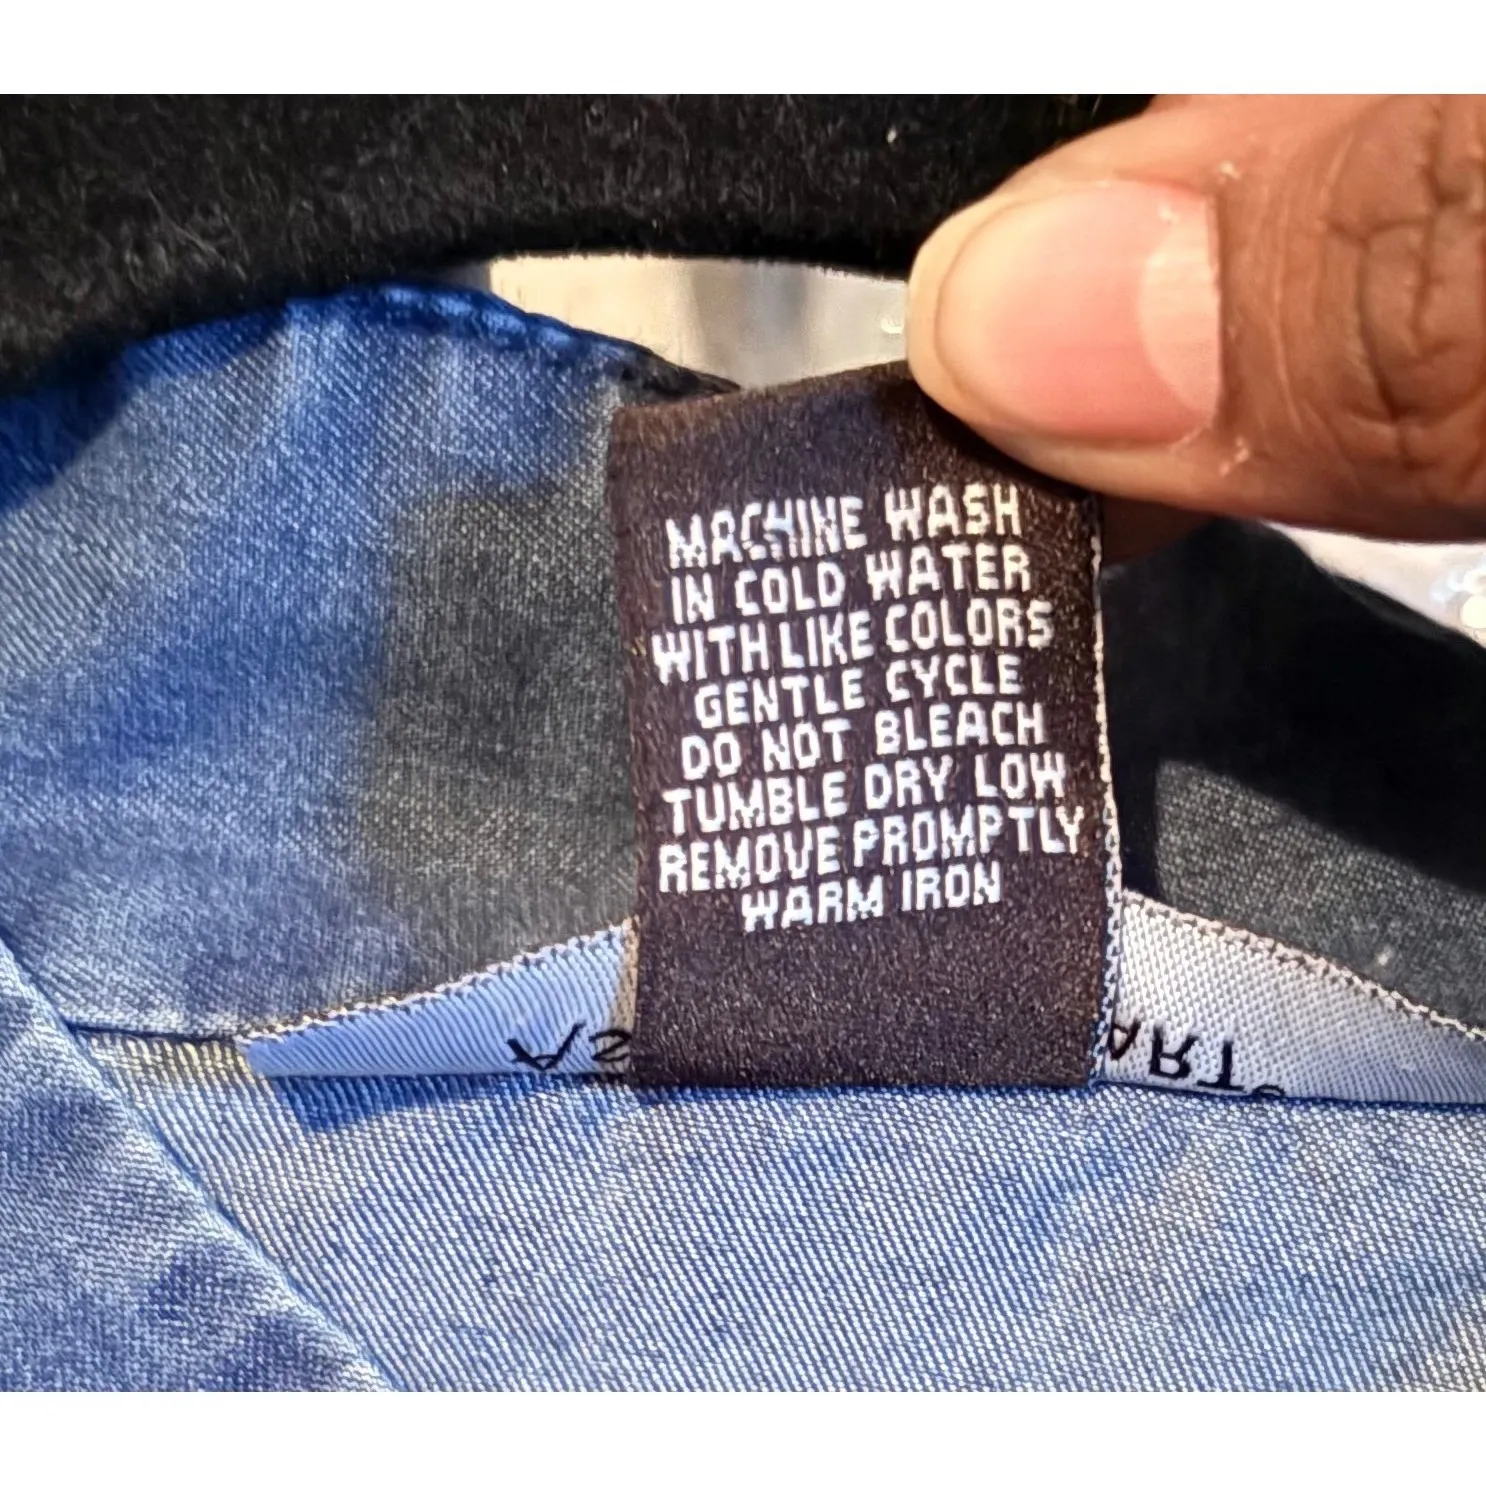 MACHINE WASH
IN COLD WATER
WITH LIKE COLORS
GENTLE CYCLE
DO NOT BLEACH
TUMBLE DRY LOW
REMOVE PROMPTLY
WARM IRON